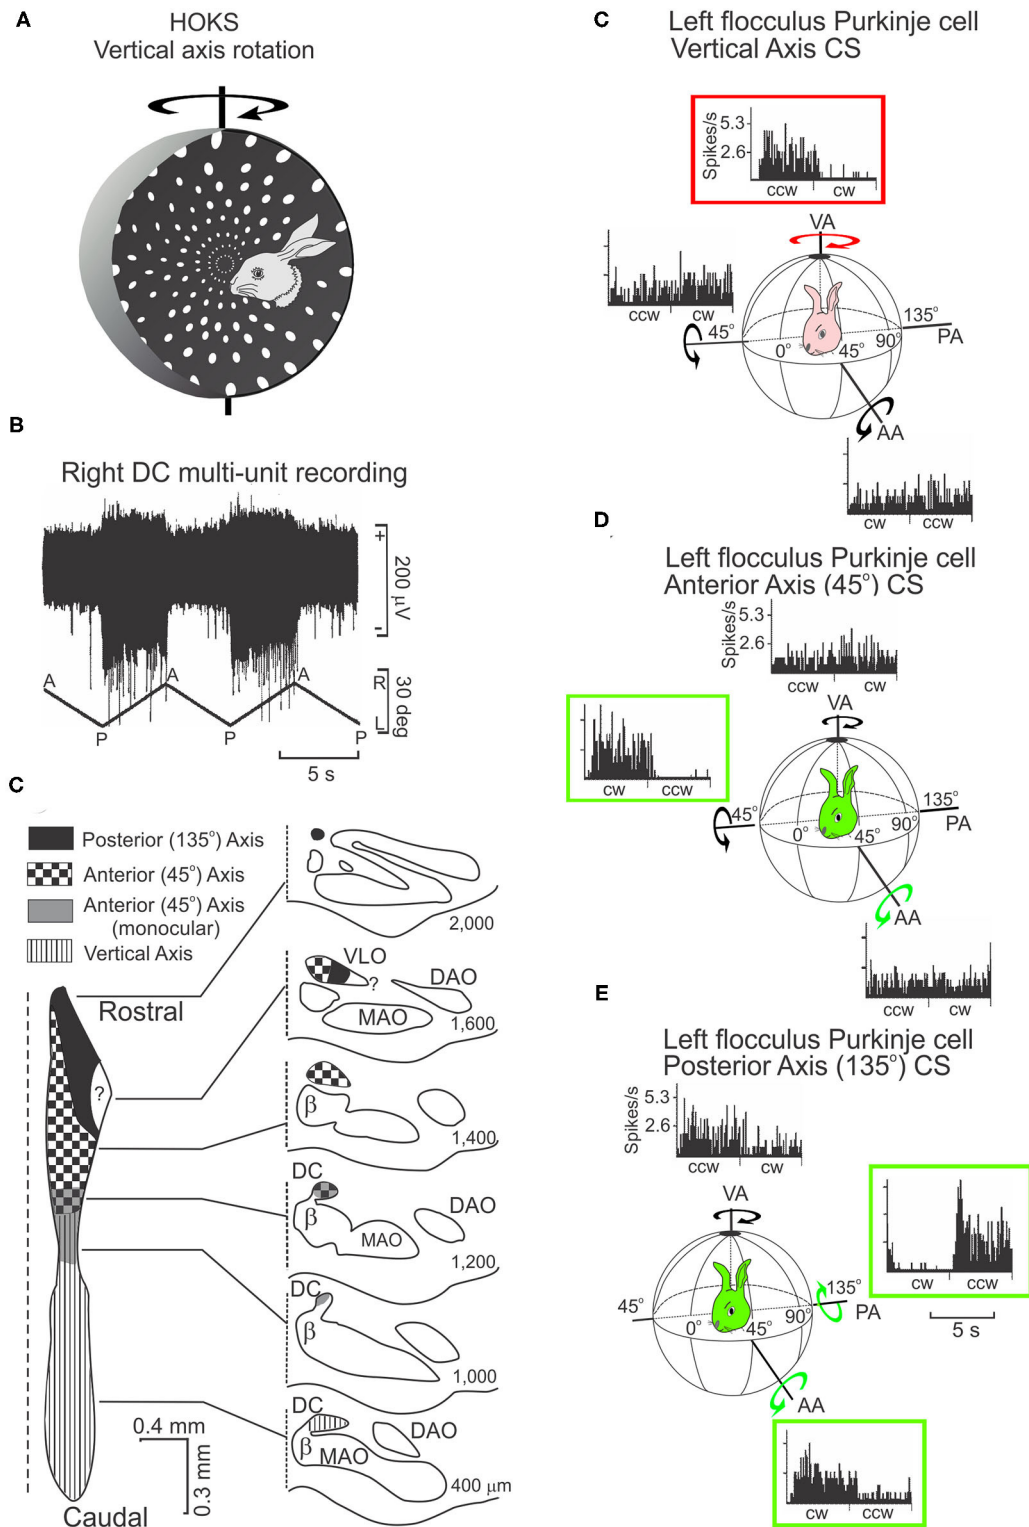 A
HOKS
Vertical axis rotation
B
Right DC multi-unit recording
+
200 µV
-
A
A
A
P
P
P
R
L
30 deg
5 s
C
Posterior (135°) Axis
Anterior (45°) Axis
Anterior (45°) Axis
(monocular)
Vertical Axis
Rostral
?
Caudal
0.4 mm
0.3 mm
2,000
VLO
?
DAO
MAO
1,600
β
1,400
DC
β
DAO
MAO
1,200
DC
β
1,000
DC
DAO
β
MAO
400 µm
C
Left flocculus Purkinje cell
Vertical Axis CS
Spikes/s
5.3
2.6
ccw
cw
VA
ccw
cw
45°
0°
45°
90°
135°
PA
AA
cw
ccw
D
Left flocculus Purkinje cell
Anterior Axis (45°) CS
Spikes/s
5.3
2.6
ccw
cw
VA
cw
ccw
45°
0°
45°
90°
135°
PA
AA
ccw
cw
E
Left flocculus Purkinje cell
Posterior Axis (135°) CS
Spikes/s
5.3
2.6
ccw
cw
VA
cw
ccw
45°
0°
45°
90°
135°
PA
5 s
AA
cw
ccw